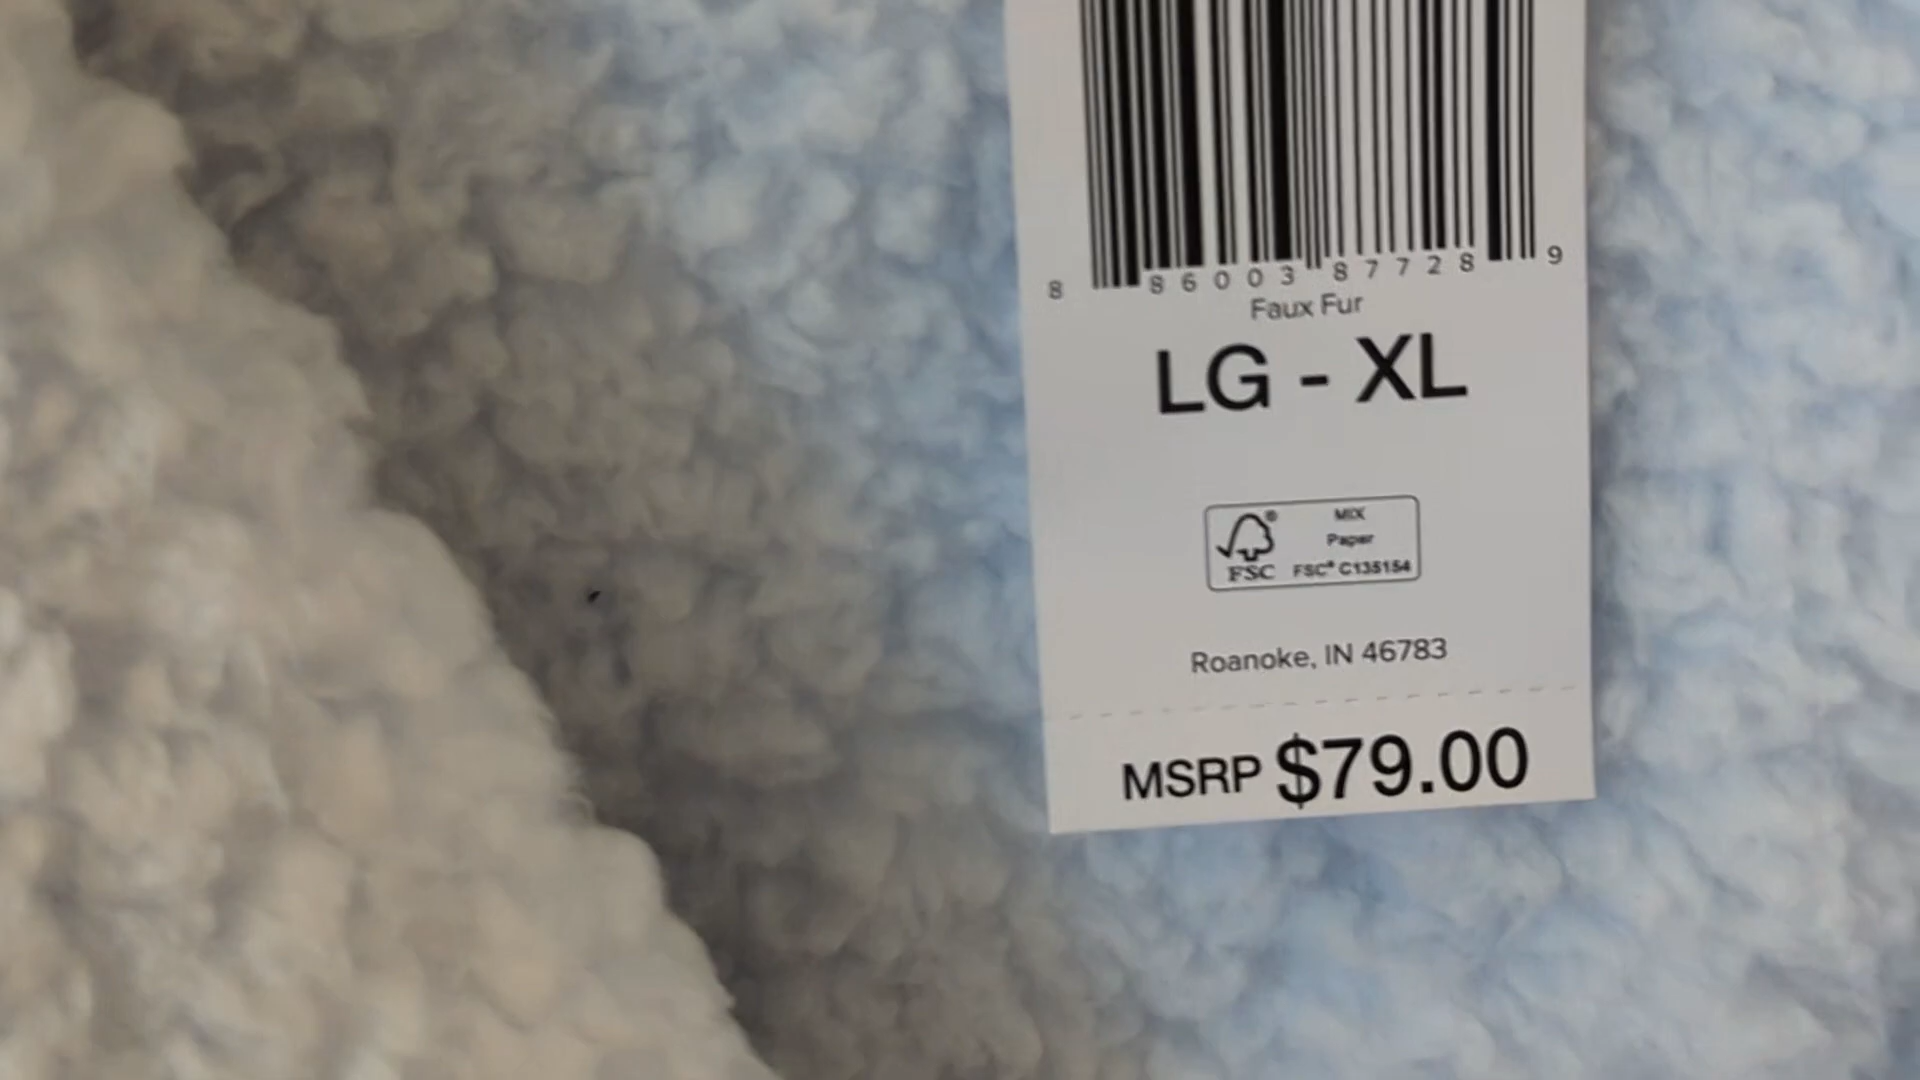 8 86003 87728 9
Faux Fur
LG - XL
MIX
Paper
FSC® C135154
FSC
®
Roanoke, IN 46783
MSRP $79.00